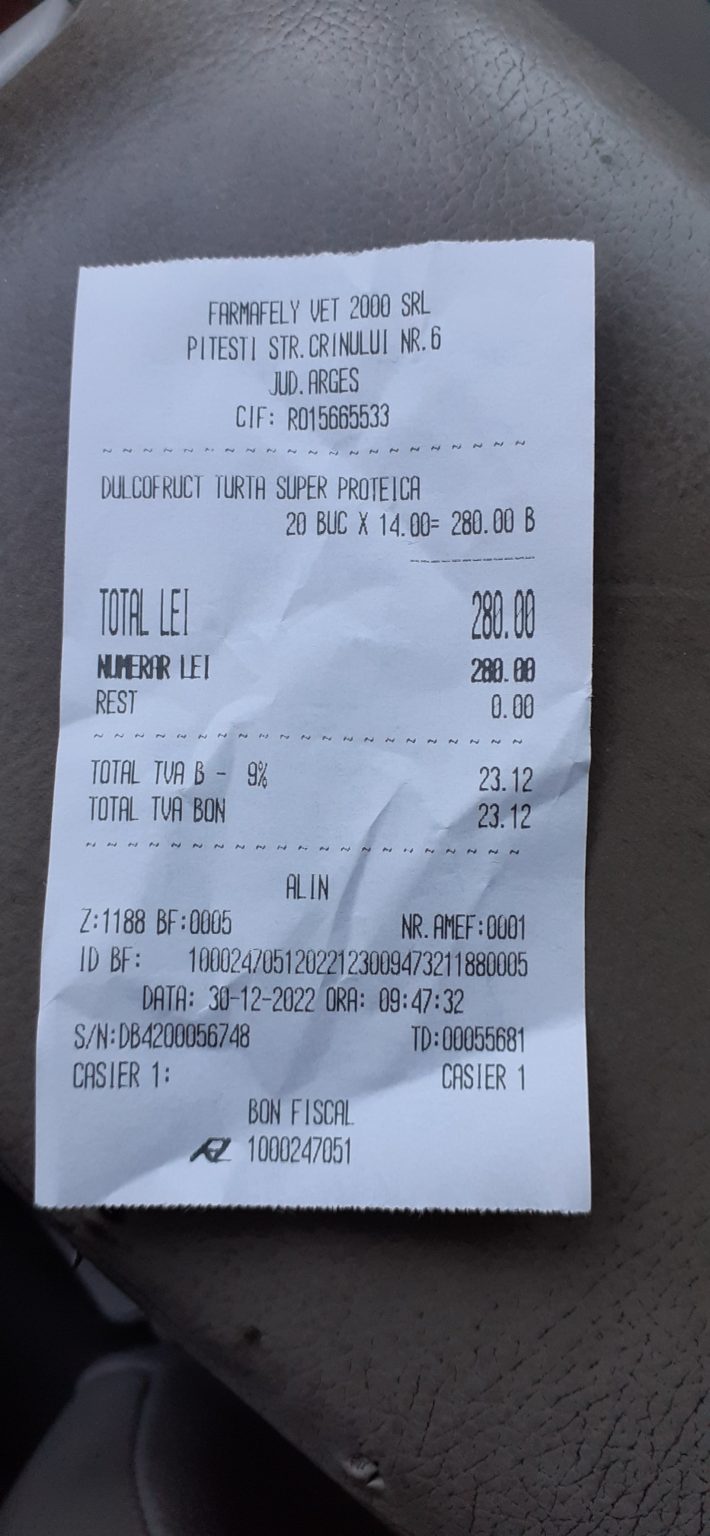 FARMAFELY VET 2000 SRL
PITESTI STR.CRINULUI NR.6
JUD.ARGES
CIF: RO15665533
~ ~ ~ ~ ~ ~ ~ ~ ~ ~ ~ ~ ~ ~ ~ ~ ~ ~ ~ ~ ~
DULCOFRUCT TURTA SUPER PROTEICA
20 BUC X 14.00= 280.00 B
------------
TOTAL LEI 280.00
NUMERAR LEI 280.00
REST 0.00
~ ~ ~ ~ ~ ~ ~ ~ ~ ~ ~ ~ ~ ~ ~ ~ ~ ~ ~ ~ ~
TOTAL TVA B - 9% 23.12
TOTAL TVA BON 23.12
~ ~ ~ ~ ~ ~ ~ ~ ~ ~ ~ ~ ~ ~ ~ ~ ~ ~ ~ ~ ~
ALIN
Z:1188 BF:0005 NR.AMEF:0001
ID BF: 10002470512022123009473211880005
DATA: 30-12-2022 ORA: 09:47:32
S/N:DB4200056748 TD:00055681
CASIER 1: CASIER 1
BON FISCAL
1000247051